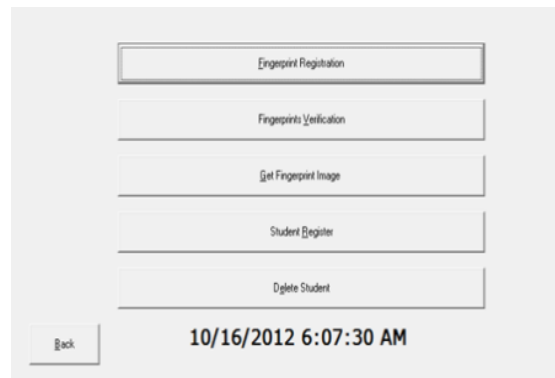 Fingerprint Registration
Fingerprints Verification
Get Fingerprint Image
Student Register
Delete Student
Back
10/16/2012 6:07:30 AM